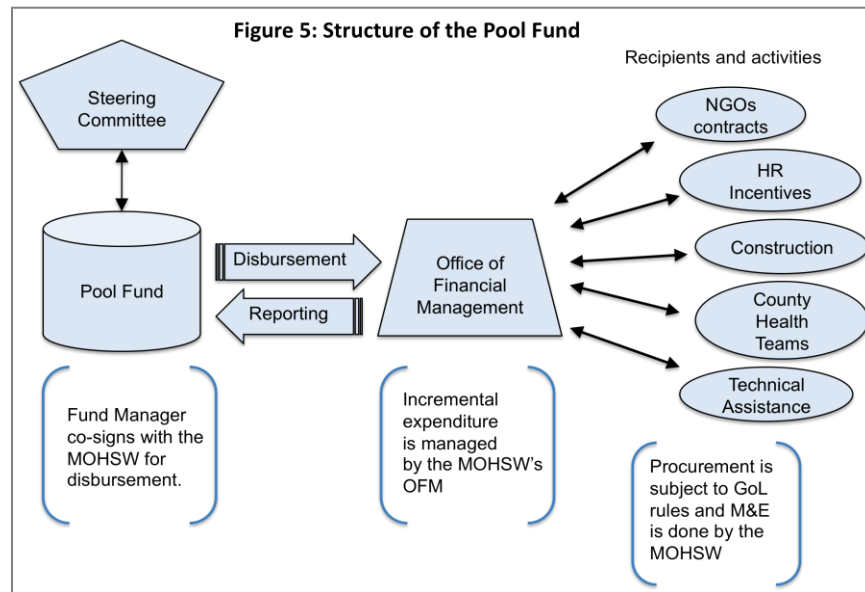 Figure 5: Structure of the Pool Fund
Recipients and activities
Steering
Committee
NGOs
contracts
HR
Incentives
Disbursement
Construction
Pool Fund
Office of
Financial
Management
Reporting
County
Health
Teams
Technical
Assistance
Fund Manager
co-signs with the
MOHSW for
disbursement.
Incremental
expenditure
is managed
by the MOHSW’s
OFM
Procurement is
subject to GoL
rules and M&E
is done by the
MOHSW